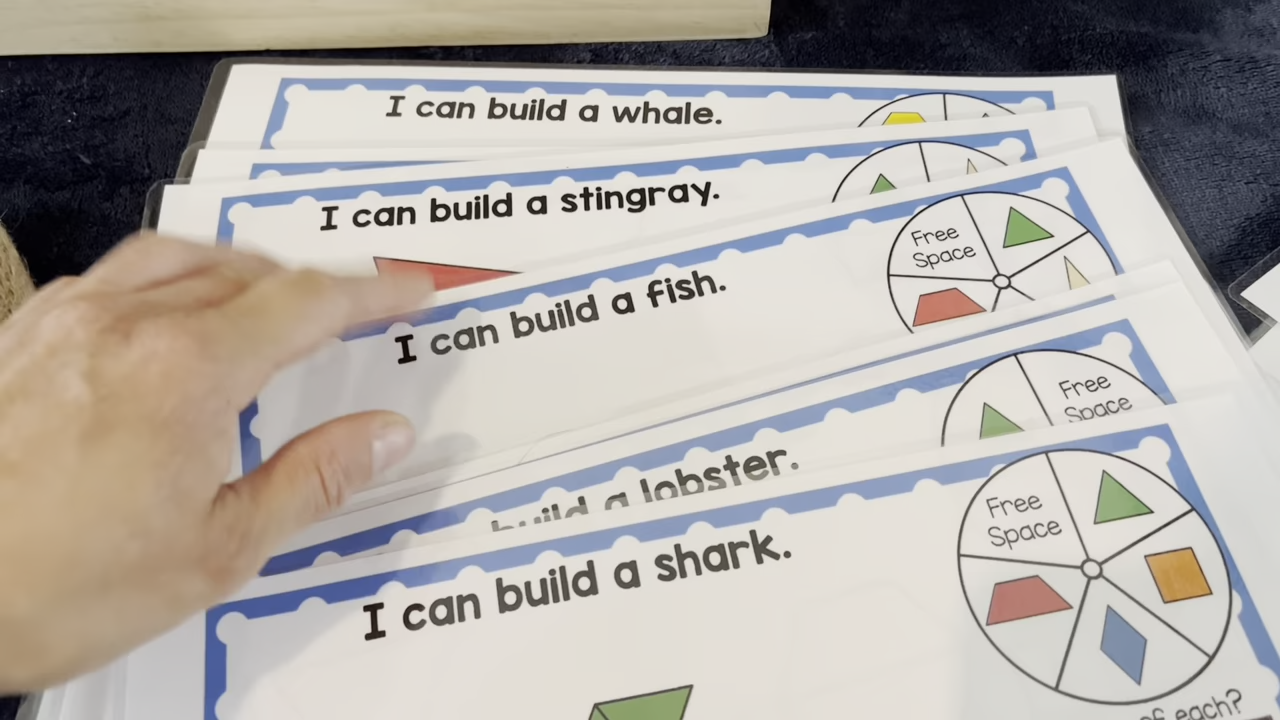 I can build a whale.
I can build a stingray.
I can build a fish.
Free
Space
build a lobster.
Free
Space
I can build a shark.
Free
Space
of each?